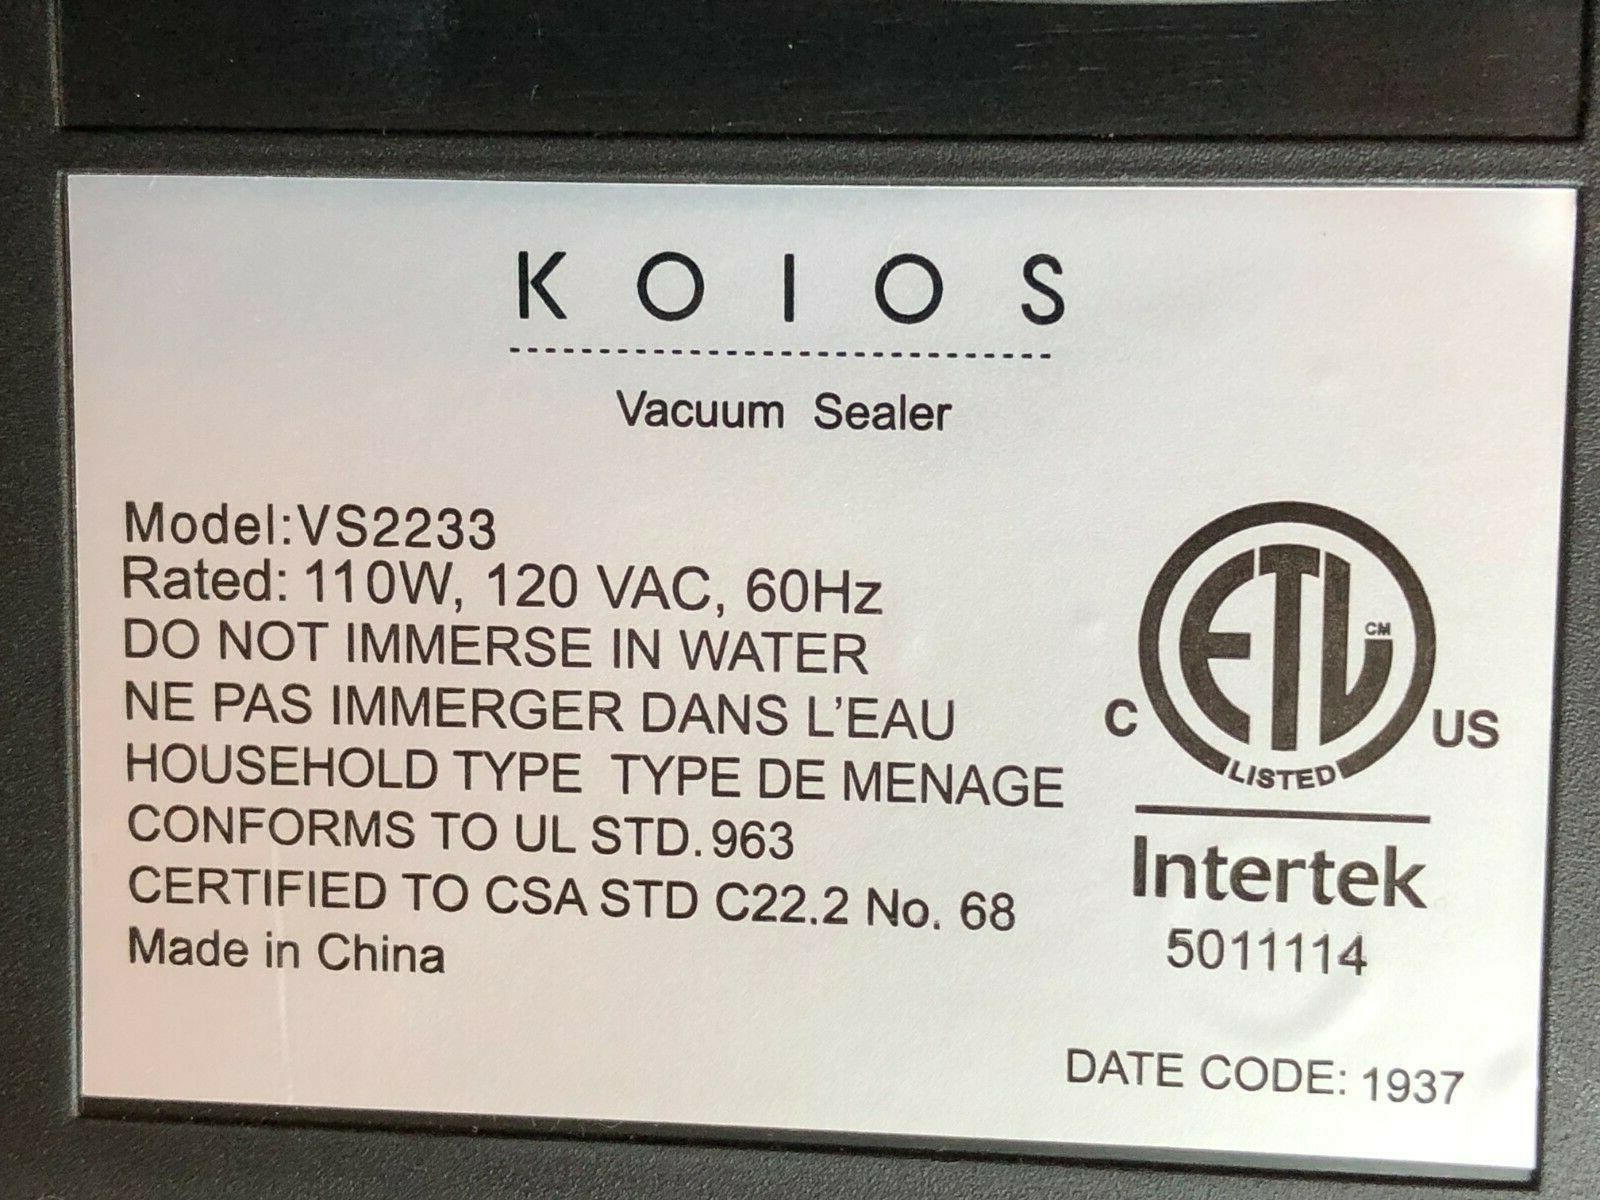 KOIOS
Vacuum Sealer
Model:VS2233
Rated: 110W, 120 VAC, 60Hz
DO NOT IMMERSE IN WATER
NE PAS IMMERGER DANS L'EAU
HOUSEHOLD TYPE TYPE DE MENAGE
CONFORMS TO UL STD.963
CERTIFIED TO CSA STD C22.2 No. 68
Made in China
ETL CM
C US
LISTED
Intertek
5011114
DATE CODE: 1937